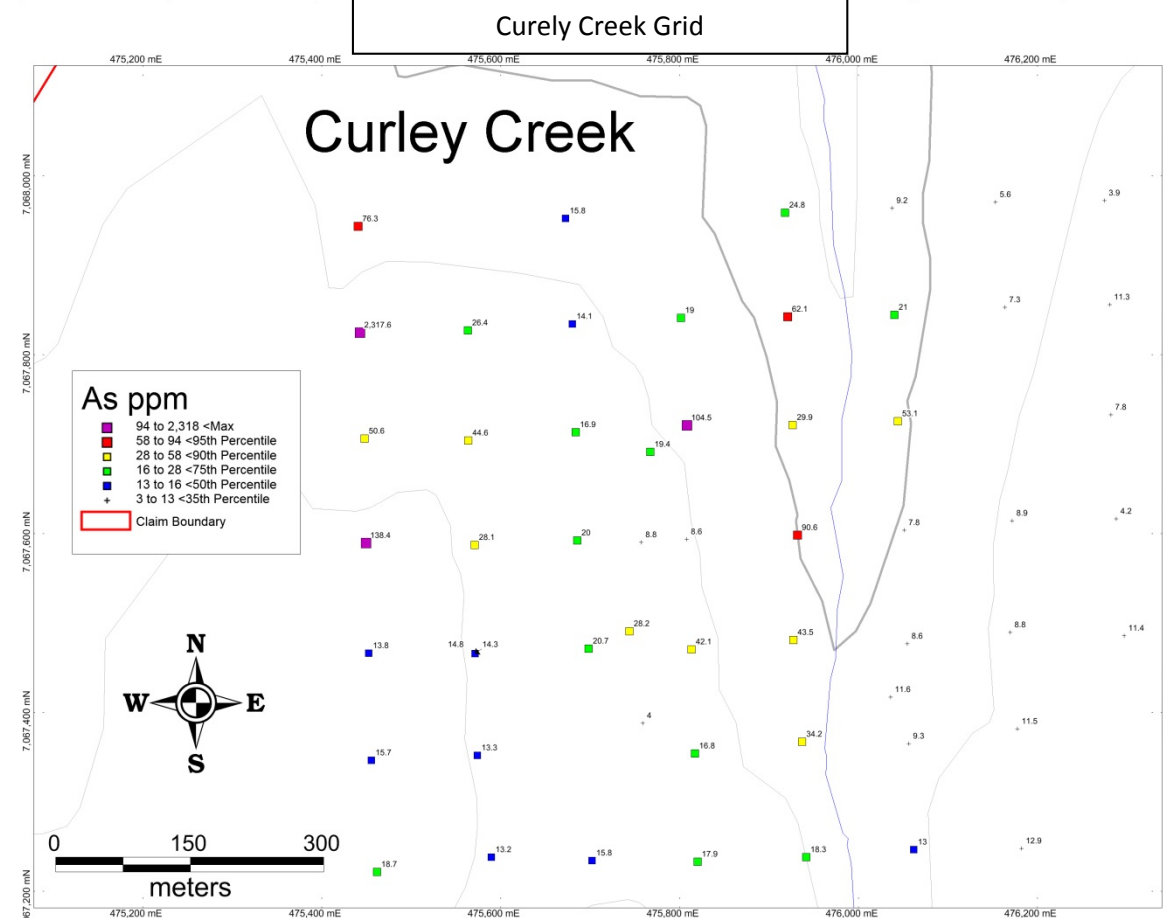 Curely Creek Grid
475,200 mE 475,400 mE 475,600 mE 475,800 mE 476,000 mE 476,200 mE
Curley Creek
7,068,000 mN
5.6
3.9
24.8
9.2
15.8
76.3
11.3
7.3
62.1
21
19
14.1
2,317.6
26.4
7,067,800 mN
As ppm
94 to 2,318 <Max
58 to 94 <95th Percentile
28 to 58 <90th Percentile
16 to 28 <75th Percentile
13 to 16 <50th Percentile
3 to 13 <35th Percentile
Claim Boundary
7.8
50.6
44.6
16.9
104.5
29.9
53.1
19.4
7,067,600 mN
138.4
28.1
20
8.8
8.6
90.6
7.8
8.9
4.2
28.2
13.8
14.8
14.3
20.7
42.1
43.5
8.6
8.8
11.4
N
W E
S
7,067,400 mN
4
11.6
11.5
34.2
9.3
15.7
13.3
16.8
0 150 300
meters
18.7
13.2
15.8
17.9
18.3
13
12.9
67,200 mN
475,200 mE 475,400 mE 475,600 mE 475,800 mE 476,000 mE 476,200 mE